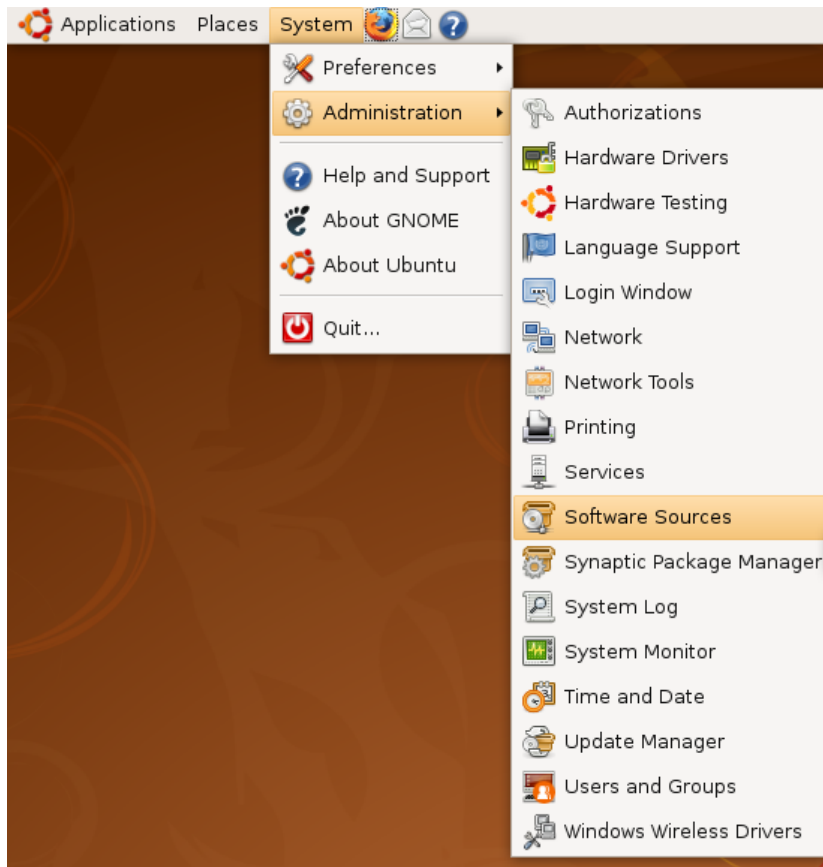 Applications Places System
Preferences
Administration
Help and Support
About GNOME
About Ubuntu
Quit...
Authorizations
Hardware Drivers
Hardware Testing
Language Support
Login Window
Network
Network Tools
Printing
Services
Software Sources
Synaptic Package Manager
System Log
System Monitor
Time and Date
Update Manager
Users and Groups
Windows Wireless Drivers